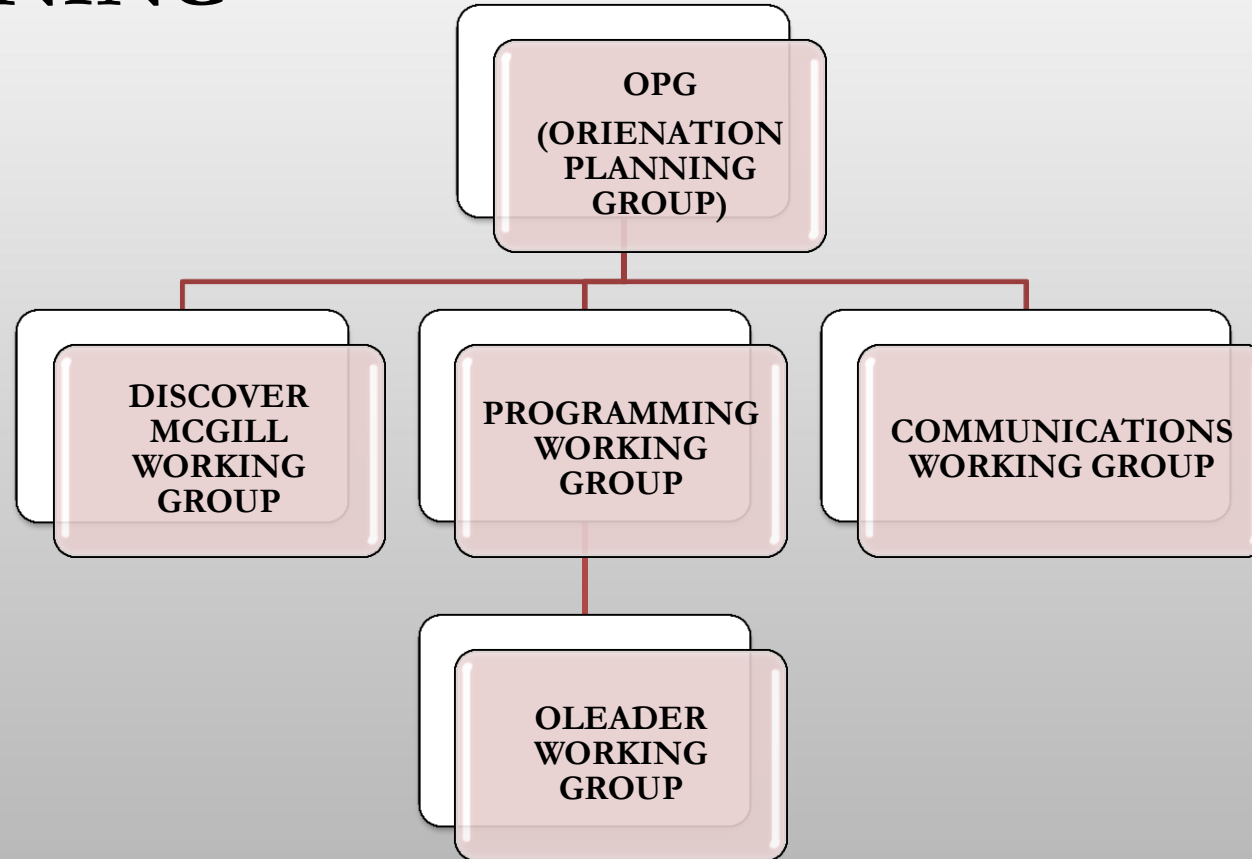 OPG
(ORIENATION
PLANNING
GROUP)
DISCOVER
MCGILL
WORKING
GROUP
PROGRAMMING
WORKING
GROUP
COMMUNICATIONS
WORKING GROUP
OLEADER
WORKING
GROUP